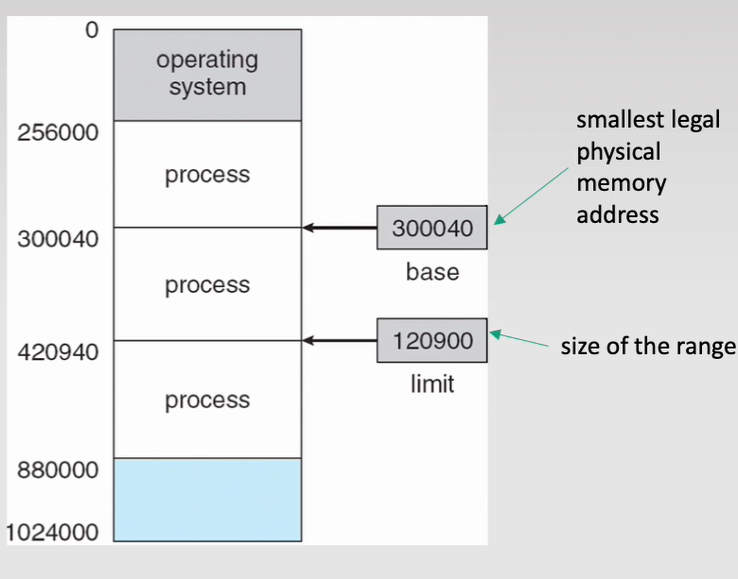 0
operating
system
256000
process
300040
process
420940
process
880000
1024000
300040
base
120900
limit
smallest legal
physical
memory
address
size of the range